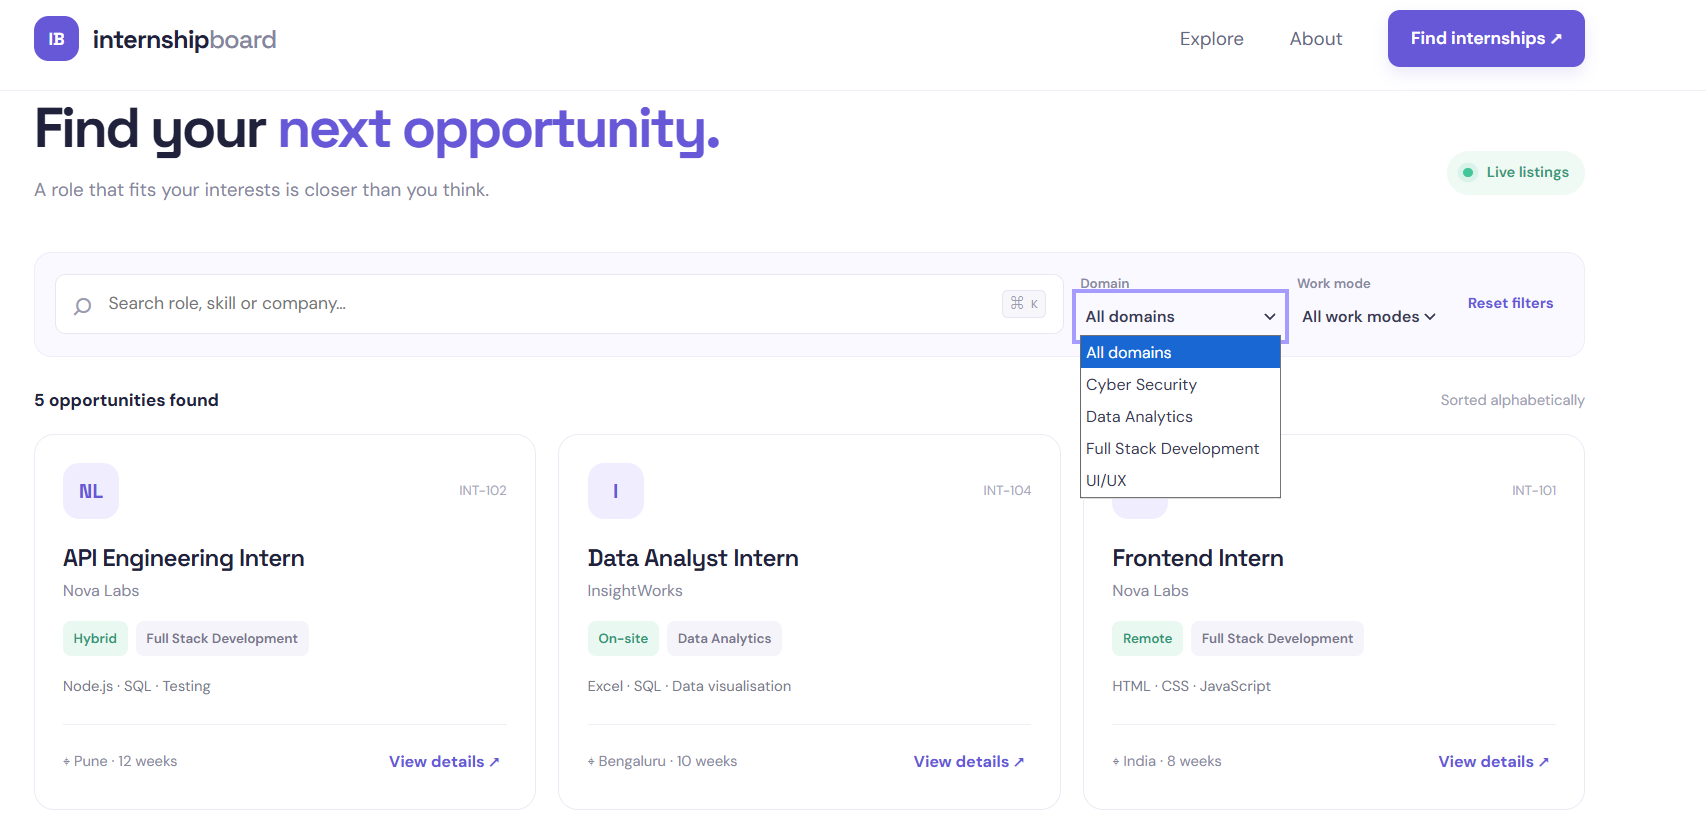 IB internshipboard
Explore
About
Find internships ↗
Find your next opportunity.
A role that fits your interests is closer than you think.
Live listings
Search role, skill or company...
⌘ K
Domain
All domains
All domains
Cyber Security
Data Analytics
Full Stack Development
UI/UX
Work mode
All work modes
Reset filters
5 opportunities found
Sorted alphabetically
NL
INT-102
API Engineering Intern
Nova Labs
Hybrid
Full Stack Development
Node.js · SQL · Testing
⌖ Pune · 12 weeks
View details ↗
I
INT-104
Data Analyst Intern
InsightWorks
On-site
Data Analytics
Excel · SQL · Data visualisation
⌖ Bengaluru · 10 weeks
View details ↗
INT-101
Frontend Intern
Nova Labs
Remote
Full Stack Development
HTML · CSS · JavaScript
⌖ India · 8 weeks
View details ↗